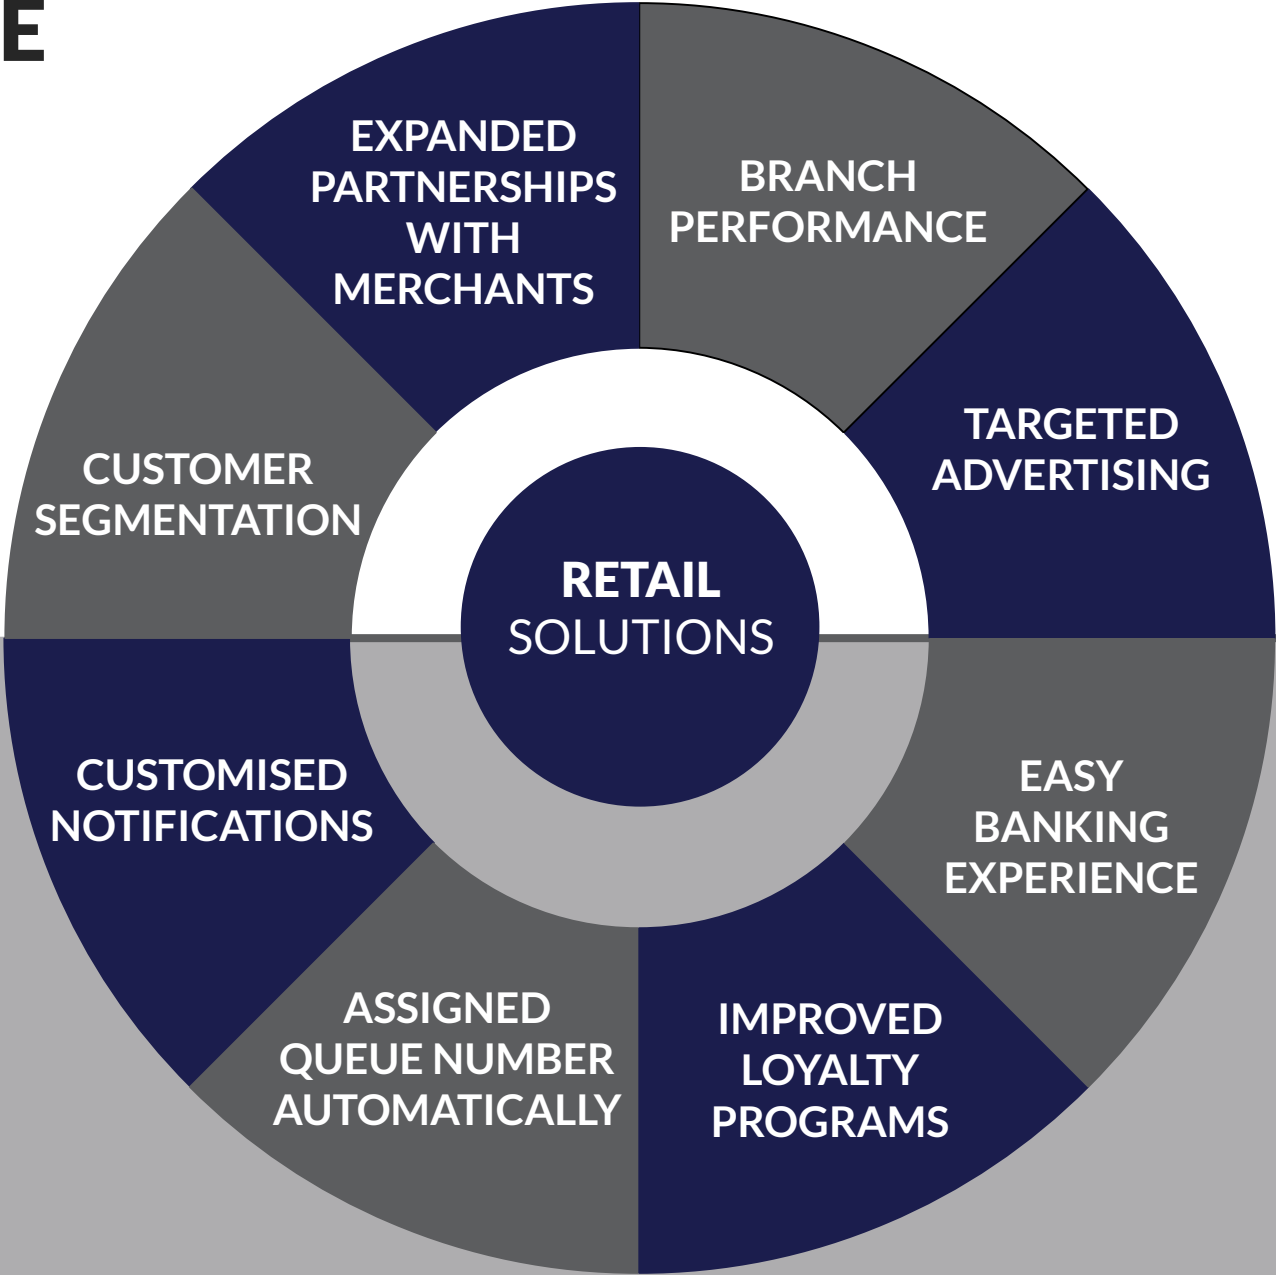 E
EXPANDED
PARTNERSHIPS
WITH
MERCHANTS
BRANCH
PERFORMANCE
TARGETED
ADVERTISING
CUSTOMER
SEGMENTATION
RETAIL
SOLUTIONS
CUSTOMISED
NOTIFICATIONS
EASY
BANKING
EXPERIENCE
ASSIGNED
QUEUE NUMBER
AUTOMATICALLY
IMPROVED
LOYALTY
PROGRAMS